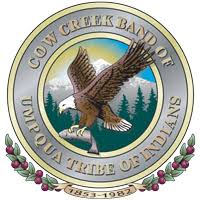 COW CREEK BAND OF
UMPQUA TRIBE OF INDIANS
1853-1982